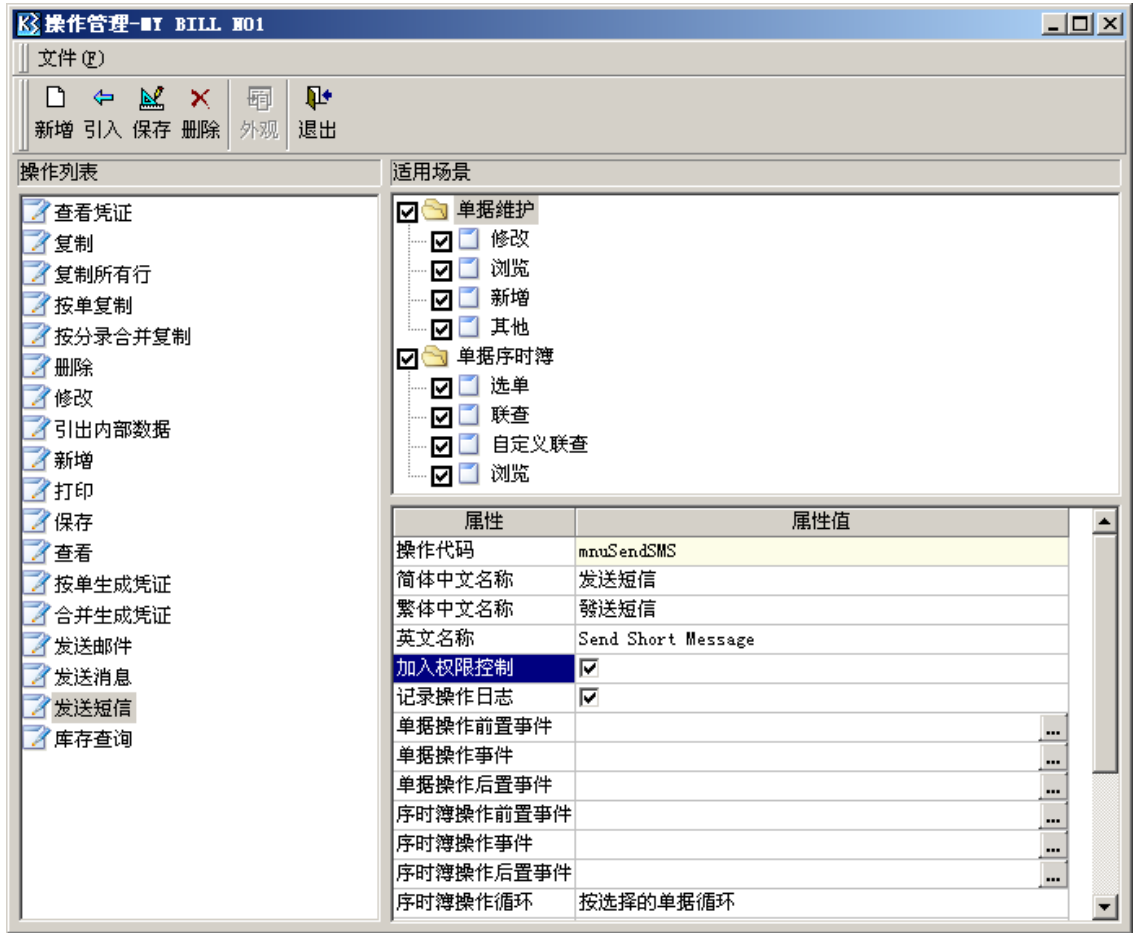 操作管理-MY BILL NO1
文件(F)
新增 引入 保存 删除 外观 退出
操作列表
查看凭证
复制
复制所有行
按单复制
按分录合并复制
删除
修改
引出内部数据
新增
打印
保存
查看
按单生成凭证
合并生成凭证
发送邮件
发送消息
发送短信
库存查询
适用场景
单据维护
修改
浏览
新增
其他
单据序时簿
选单
联查
自定义联查
浏览
属性 属性值
操作代码 mnuSendSMS
简体中文名称 发送短信
繁体中文名称 發送短信
英文名称 Send Short Message
加入权限控制
记录操作日志
单据操作前置事件 ...
单据操作事件 ...
单据操作后置事件 ...
序时簿操作前置事件 ...
序时簿操作事件 ...
序时簿操作后置事件 ...
序时簿操作循环 按选择的单据循环